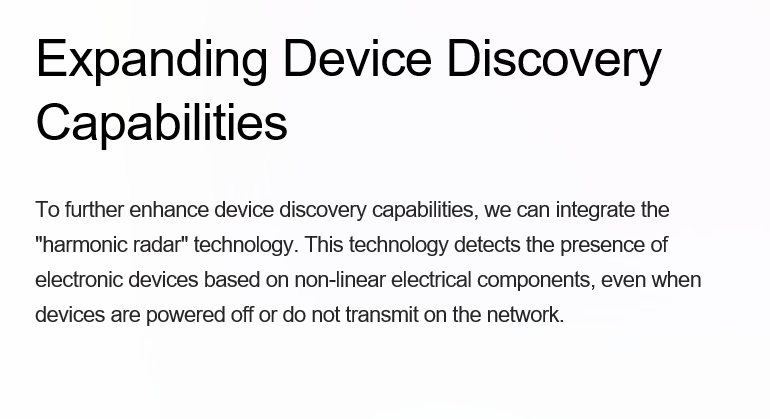 Expanding Device Discovery
Capabilities
To further enhance device discovery capabilities, we can integrate the
"harmonic radar" technology. This technology detects the presence of
electronic devices based on non-linear electrical components, even when
devices are powered off or do not transmit on the network.